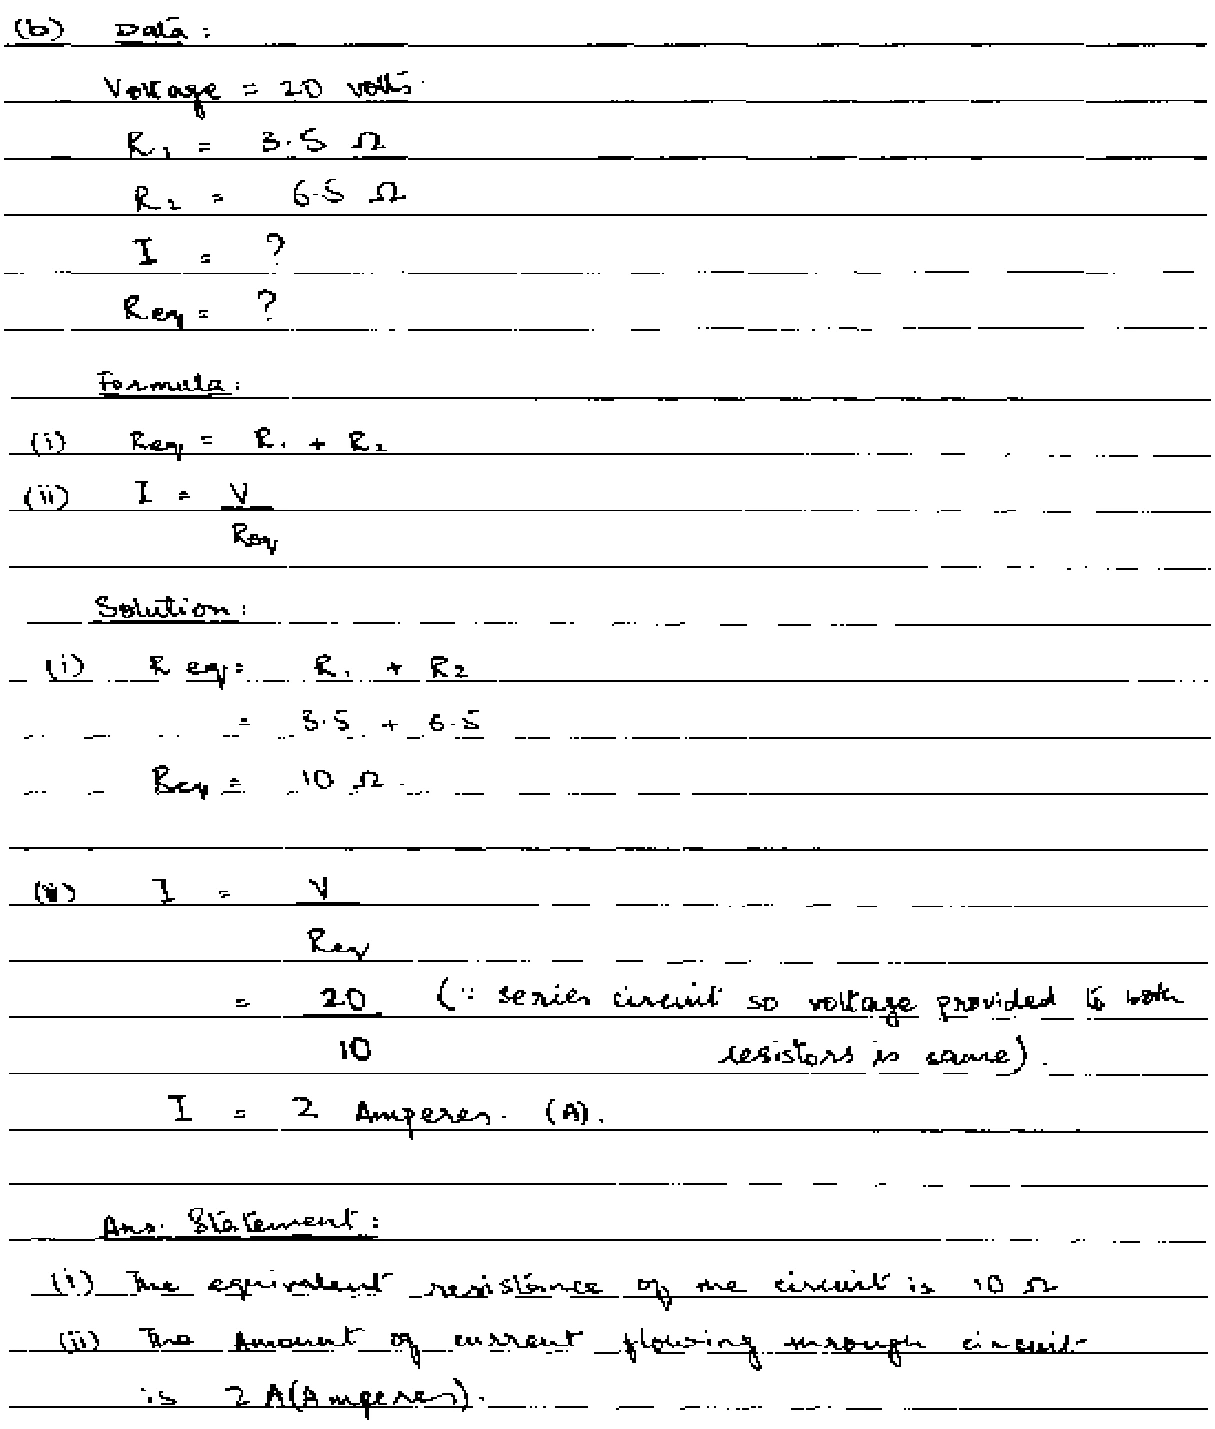 (b) Data :
Voltage = 20 volts.
R₁ = 3.5 Ω
R₂ = 6.5 Ω
I = ?
Req = ?
Formula :
(i) Req = R₁ + R₂
(ii) I = V
Req
Solution :
(i) Req = R₁ + R₂
= 3.5 + 6.5
Req = 10 Ω.
(ii) I = V
Req
= 20 (∵ series circuit so voltage provided to both
10 resistors is same).
I = 2 Amperes. (A).
Ans. Statement :
(i) The equivalent resistance of the circuit is 10 Ω
(ii) The Amount of current flowing through circuit
is 2 A(Amperes).